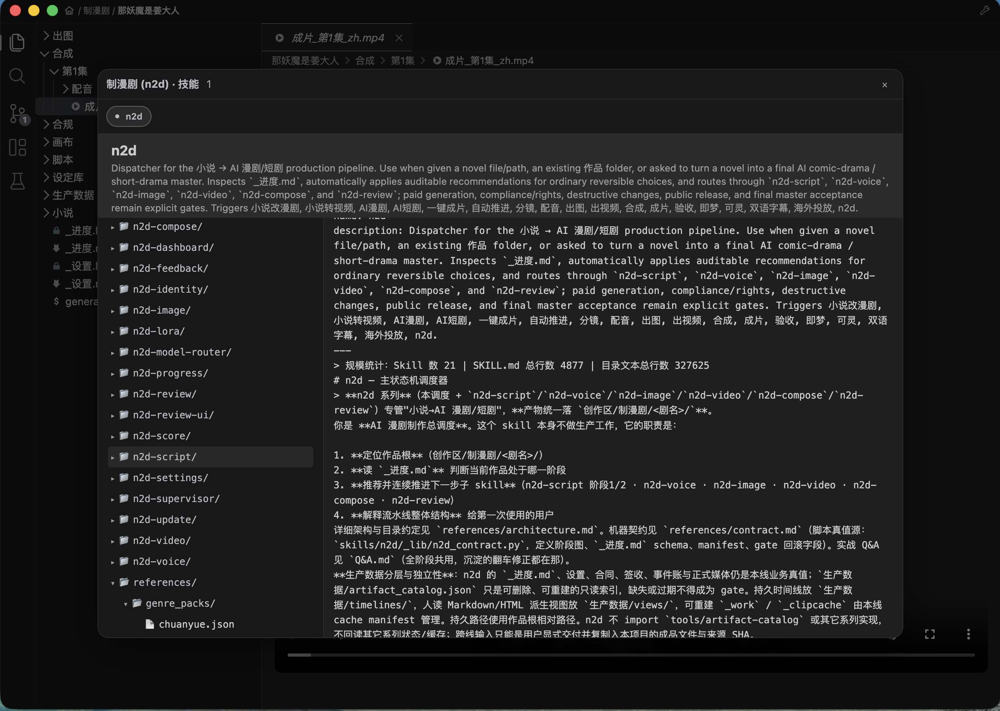 / 制漫剧 / 那妖魔是姜大人
出图
合成
第1集
配音
成
合规
画布
脚本
设定库
生产数据
小说
_进度.
_进度.
_设置.
_设置.
$ genera
1
成片_第1集_zh.mp4
那妖魔是姜大人 > 合成 > 第1集 > 成片_第1集_zh.mp4
制漫剧 (n2d) · 技能 1
×
n2d
n2d
Dispatcher for the 小说 → AI 漫剧/短剧 production pipeline. Use when given a novel file/path, an existing 作品 folder, or asked to turn a novel into a final AI comic-drama /
short-drama master. Inspects `_进度.md`, automatically applies auditable recommendations for ordinary reversible choices, and routes through `n2d-script`, `n2d-voice`,
`n2d-image`, `n2d-video`, `n2d-compose`, and `n2d-review`; paid generation, compliance/rights, destructive changes, public release, and final master acceptance
remain explicit gates. Triggers 小说改漫剧, 小说转视频, AI漫剧, AI短剧, 一键成片, 自动推进, 分镜, 配音, 出图, 出视频, 合成, 成片, 验收, 即梦, 可灵, 双语字幕, 海外投放, n2d.
n2d-compose/
n2d-dashboard/
n2d-feedback/
n2d-identity/
n2d-image/
n2d-lora/
n2d-model-router/
n2d-progress/
n2d-review/
n2d-review-ui/
n2d-score/
n2d-script/
n2d-settings/
n2d-supervisor/
n2d-update/
n2d-video/
n2d-voice/
references/
genre_packs/
chuanyue.json
name: n2d
description: Dispatcher for the 小说 → AI 漫剧/短剧 production pipeline. Use when given a novel
file/path, an existing 作品 folder, or asked to turn a novel into a final AI comic-drama /
short-drama master. Inspects `_进度.md`, automatically applies auditable recommendations for
ordinary reversible choices, and routes through `n2d-script`, `n2d-voice`, `n2d-image`, `n2d-
video`, `n2d-compose`, and `n2d-review`; paid generation, compliance/rights, destructive
changes, public release, and final master acceptance remain explicit gates. Triggers 小说改漫剧,
小说转视频, AI漫剧, AI短剧, 一键成片, 自动推进, 分镜, 配音, 出图, 出视频, 合成, 成片, 验收, 即梦, 可灵, 双语
字幕, 海外投放, n2d.
---
> 规模统计：Skill 数 21 | SKILL.md 总行数 4877 | 目录文本总行数 327625
# n2d — 主状态机调度器
> **n2d 系列**（本调度 + `n2d-script`/`n2d-voice`/`n2d-image`/`n2d-video`/`n2d-compose`/`n2d-
review`）专管"小说→AI 漫剧/短剧"，**产物统一落 `创作区/制漫剧/<剧名>/`**。
你是 **AI 漫剧制作总调度**。这个 skill 本身不做生产工作，它的职责是：
1. **定位作品根**（创作区/制漫剧/<剧名>/）
2. **读 `_进度.md`** 判断当前作品处于哪一阶段
3. **推荐并连续推进下一步子 skill**（n2d-script 阶段1/2 · n2d-voice · n2d-image · n2d-video · n2d-
compose · n2d-review）
4. **解释流水线整体结构** 给第一次使用的用户
详细架构与目录约定见 `references/architecture.md`。机器契约见 `references/contract.md`（脚本真值源：
`skills/n2d/_lib/n2d_contract.py`，定义阶段图、`_进度.md` schema、manifest、gate 回滚字段）。实战 Q&A
见 `Q&A.md`（全阶段共用，沉淀的翻车修正都在那）。
**生产数据分层与独立性**：n2d 的 `_进度.md`、设置、合同、签收、事件账与正式媒体仍是本线业务真值；`生产数
据/artifact_catalog.json` 只是可删除、可重建的只读索引，缺失或过期不得成为 gate。持久时间线放 `生产数
据/timelines/`，人读 Markdown/HTML 派生视图放 `生产数据/views/`，可重建 `_work` / `_clipcache` 由本线
cache manifest 管理。持久路径使用作品根相对路径。n2d 不 import `tools/artifact-catalog` 或其它系列实现，
不回读其它系列状态/缓存；跨线输入只能是用户显式交付并复制入本项目的成品文件与来源 SHA。